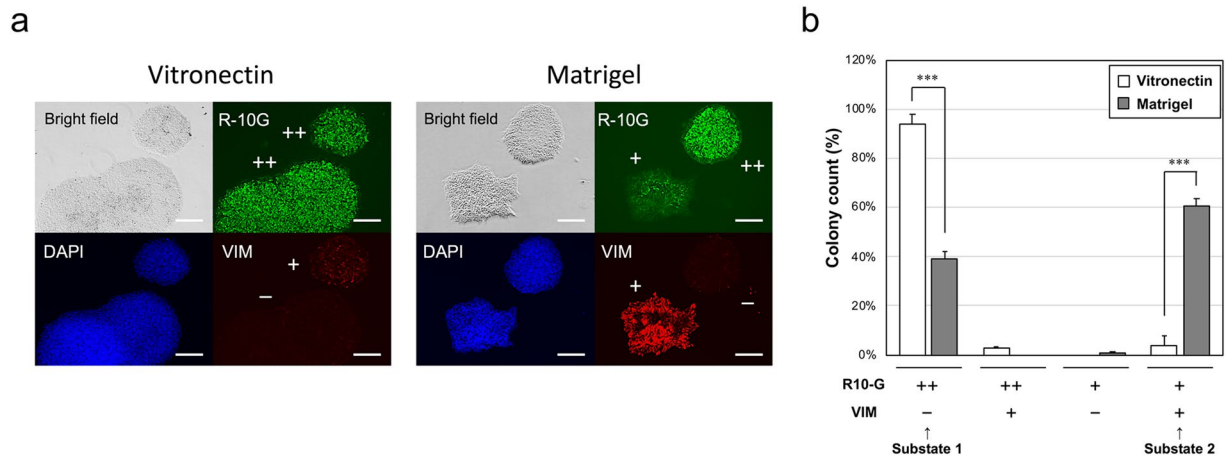 a
Vitronectin
Matrigel
Bright field
R-10G
++
++
DAPI
VIM
+
−
Bright field
R-10G
+
++
DAPI
VIM
+
−
b
Colony count (%)
120%
100%
80%
60%
40%
20%
0%
***
***
Vitronectin
Matrigel
R10-G ++ ++ + +
VIM − + − +
↑ ↑
Substate 1 Substate 2